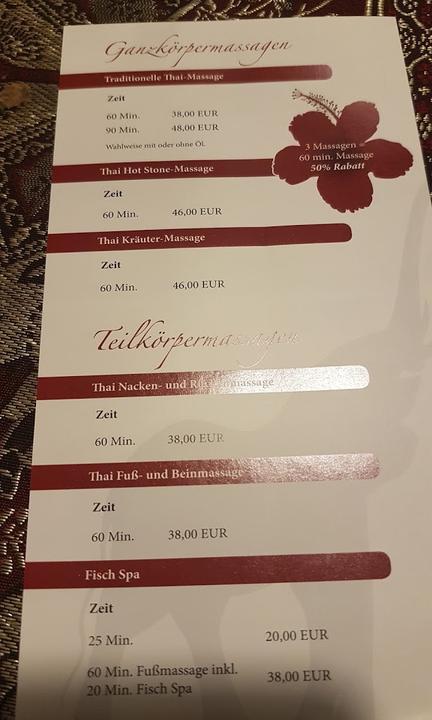 Ganzkörpermassagen
Traditionelle Thai-Massage
Zeit
60 Min. 38,00 EUR
90 Min. 48,00 EUR
Wahlweise mit oder ohne ÖL
3 Massagen =
60 min. Massage
50% Rabatt
Thai Hot Stone-Massage
Zeit
60 Min. 46,00 EUR
Thai Kräuter-Massage
Zeit
60 Min. 46,00 EUR
Teilkörpermassagen
Thai Nacken- und Rückenmassage
Zeit
60 Min. 38,00 EUR
Thai Fuß- und Beinmassage
Zeit
60 Min. 38,00 EUR
Fisch Spa
Zeit
25 Min. 20,00 EUR
60 Min. Fußmassage inkl. 38,00 EUR
20 Min. Fisch Spa